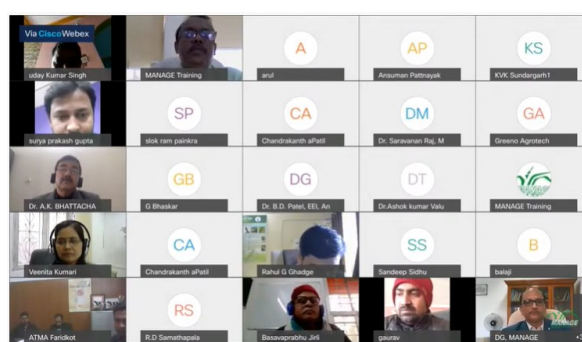 Via Cisco Webex
uday Kumar Singh
MANAGE Training
A
arul
AP
Ansuman Pattnayak
KS
KVK Sundargarh1
surya prakash gupta
SP
slok ram painkra
CA
Chandrakanth aPatil
DM
Dr. Saravanan Raj, M
GA
Greeno Agrotech
Dr. A.K. BHATTACHA
GB
G Bhaskar
DG
Dr. B.D. Patel, EEI, An
DT
Dr.Ashok kumar Valu
MANAGE Training
Veenita Kumari
CA
Chandrakanth aPatil
Rahul G Ghadge
SS
Sandeep Sidhu
B
balaji
ATMA Faridkot
RS
R.D Samathapala
Basavaprabhu Jirli
gaurav
MANAGE
DG, MANAGE